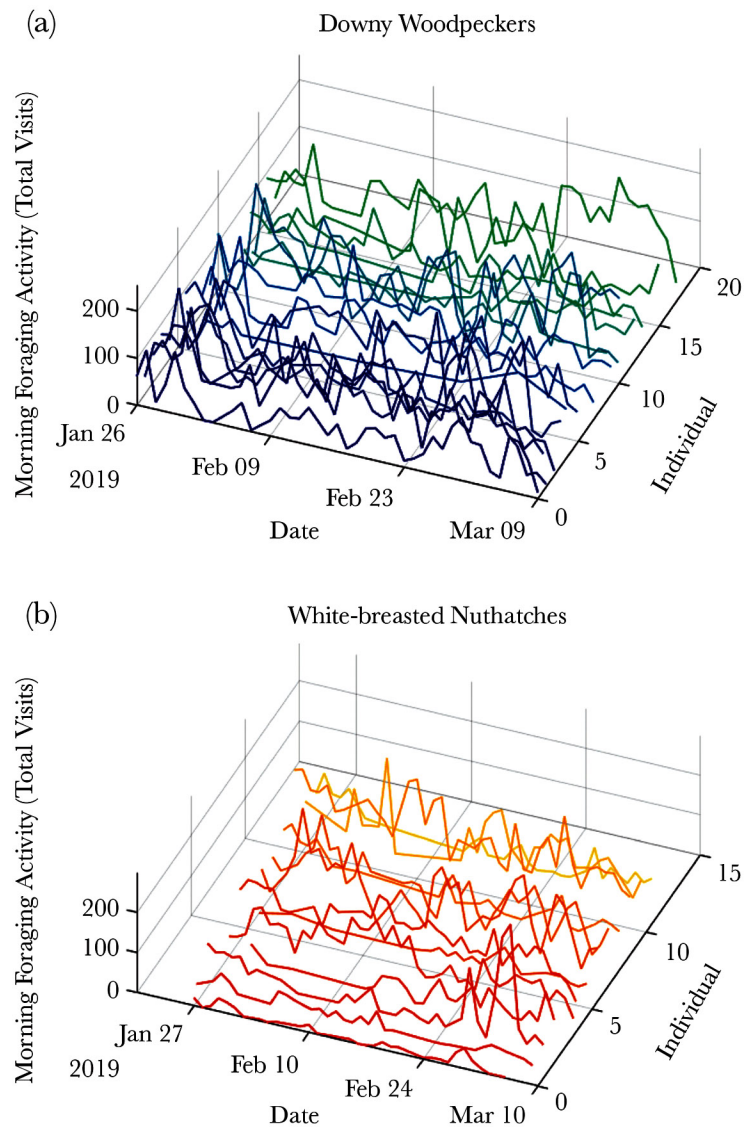 (a)
Downy Woodpeckers
Morning Foraging Activity (Total Visits)
200
100
0
Jan 26
2019
Feb 09
Feb 23
Mar 09
Date
0
5
10
15
20
Individual
(b)
White-breasted Nuthatches
Morning Foraging Activity (Total Visits)
200
100
0
Jan 27
2019
Feb 10
Feb 24
Mar 10
Date
0
5
10
15
Individual